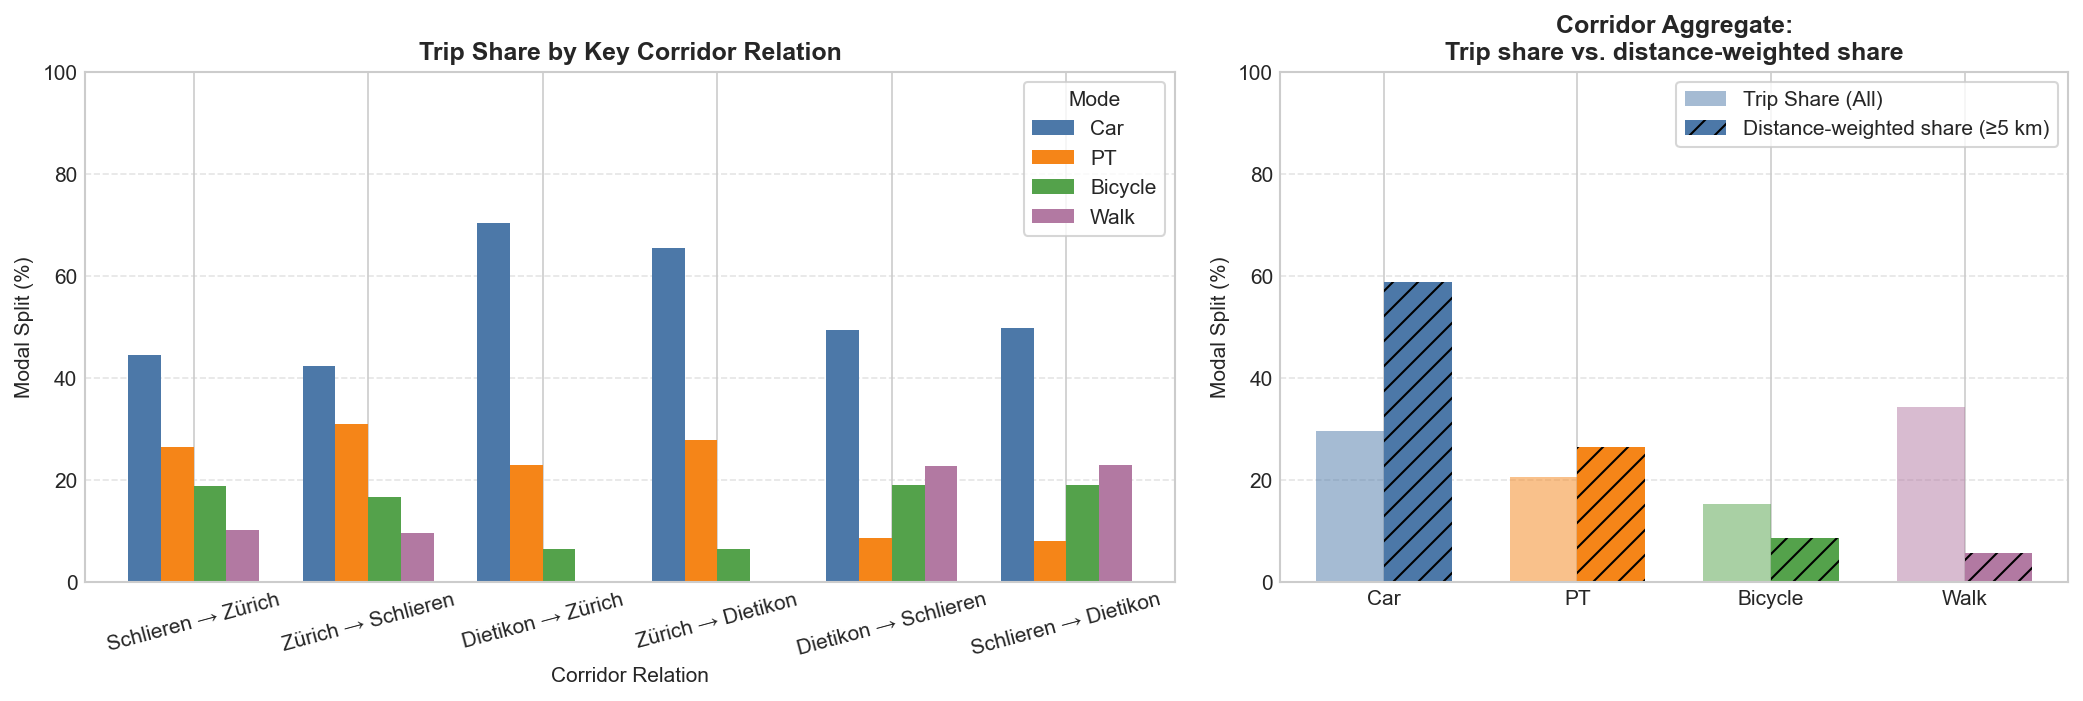 Trip Share by Key Corridor Relation
Modal Split (%)
100
80
60
40
20
0
Mode
Car
PT
Bicycle
Walk
Schlieren → Zürich
Zürich → Schlieren
Dietikon → Zürich
Zürich → Dietikon
Dietikon → Schlieren
Schlieren → Dietikon
Corridor Relation
Corridor Aggregate:
Trip share vs. distance-weighted share
Modal Split (%)
100
80
60
40
20
0
Trip Share (All)
Distance-weighted share (≥5 km)
Car
PT
Bicycle
Walk